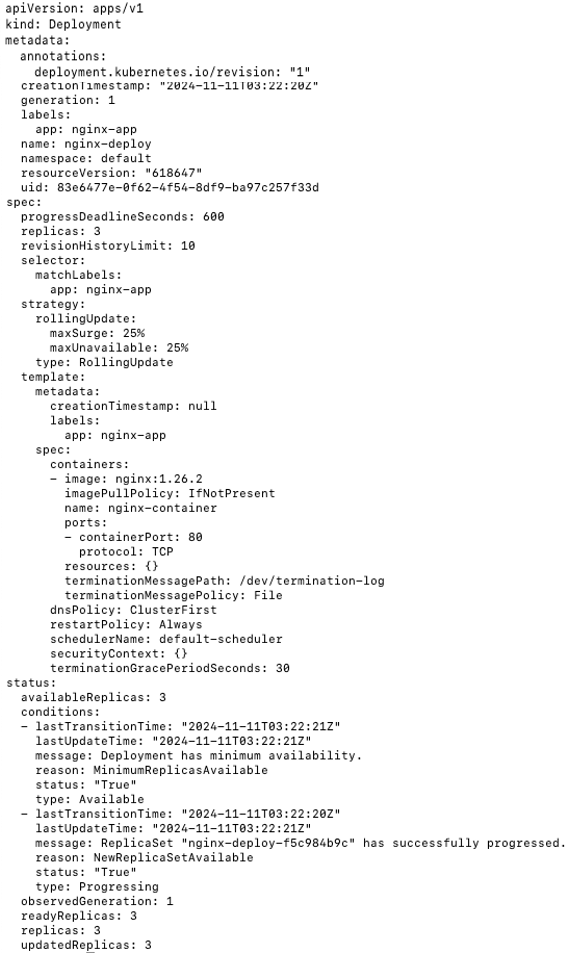 apiVersion: apps/v1
kind: Deployment
metadata:
  annotations:
    deployment.kubernetes.io/revision: "1"
  creationTimestamp: "2024-11-11T03:22:20Z"
  generation: 1
  labels:
    app: nginx-app
  name: nginx-deploy
  namespace: default
  resourceVersion: "618647"
  uid: 83e6477e-0f62-4f54-8df9-ba97c257f33d
spec:
  progressDeadlineSeconds: 600
  replicas: 3
  revisionHistoryLimit: 10
  selector:
    matchLabels:
      app: nginx-app
  strategy:
    rollingUpdate:
      maxSurge: 25%
      maxUnavailable: 25%
    type: RollingUpdate
  template:
    metadata:
      creationTimestamp: null
      labels:
        app: nginx-app
    spec:
      containers:
      - image: nginx:1.26.2
        imagePullPolicy: IfNotPresent
        name: nginx-container
        ports:
        - containerPort: 80
          protocol: TCP
        resources: {}
        terminationMessagePath: /dev/termination-log
        terminationMessagePolicy: File
      dnsPolicy: ClusterFirst
      restartPolicy: Always
      schedulerName: default-scheduler
      securityContext: {}
      terminationGracePeriodSeconds: 30
status:
  availableReplicas: 3
  conditions:
  - lastTransitionTime: "2024-11-11T03:22:21Z"
    lastUpdateTime: "2024-11-11T03:22:21Z"
    message: Deployment has minimum availability.
    reason: MinimumReplicasAvailable
    status: "True"
    type: Available
  - lastTransitionTime: "2024-11-11T03:22:20Z"
    lastUpdateTime: "2024-11-11T03:22:21Z"
    message: ReplicaSet "nginx-deploy-f5c984b9c" has successfully progressed.
    reason: NewReplicaSetAvailable
    status: "True"
    type: Progressing
  observedGeneration: 1
  readyReplicas: 3
  replicas: 3
  updatedReplicas: 3